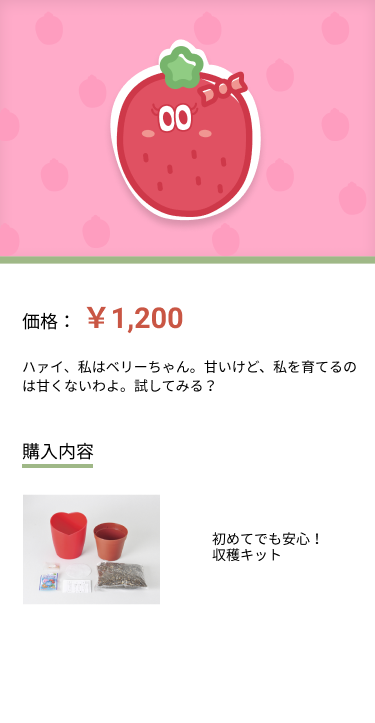 価格： ￥1,200
ハァイ、私はベリーちゃん。甘いけど、私を育てるの
は甘くないわよ。試してみる？
購入内容
初めてでも安心！
収穫キット